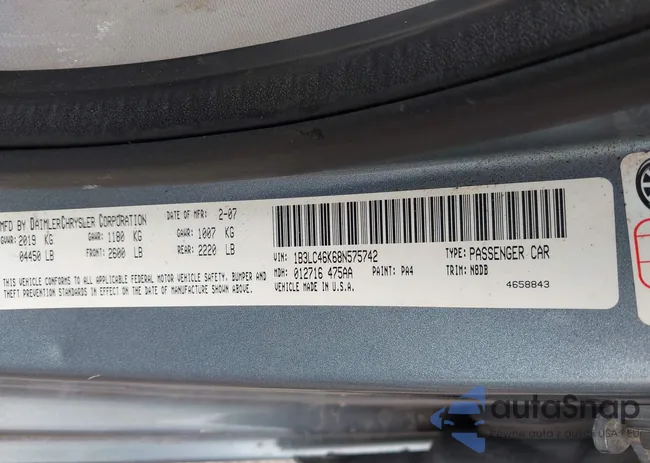 MFD BY DAIMLERCHRYSLER CORPORATION DATE OF MFR: 2-07
GVWR: 2019 KG GAWR: 1180 KG GAWR: 1007 KG
04450 LB FRONT: 2600 LB REAR: 2220 LB
THIS VEHICLE CONFORMS TO ALL FEDERAL MOTOR VEHICLE SAFETY, BUMPER AND
THEFT PREVENTION STANDARDS IN EFFECT ON THE DATE OF MANUFACTURE SHOWN ABOVE.
VIN: 1B3LC46K68N575742 TYPE: PASSENGER CAR
MDH: 012716 475AA PAINT: PA4 TRIM: N8DB
VEHICLE MADE IN U.S.A. 4658843
autoSnap